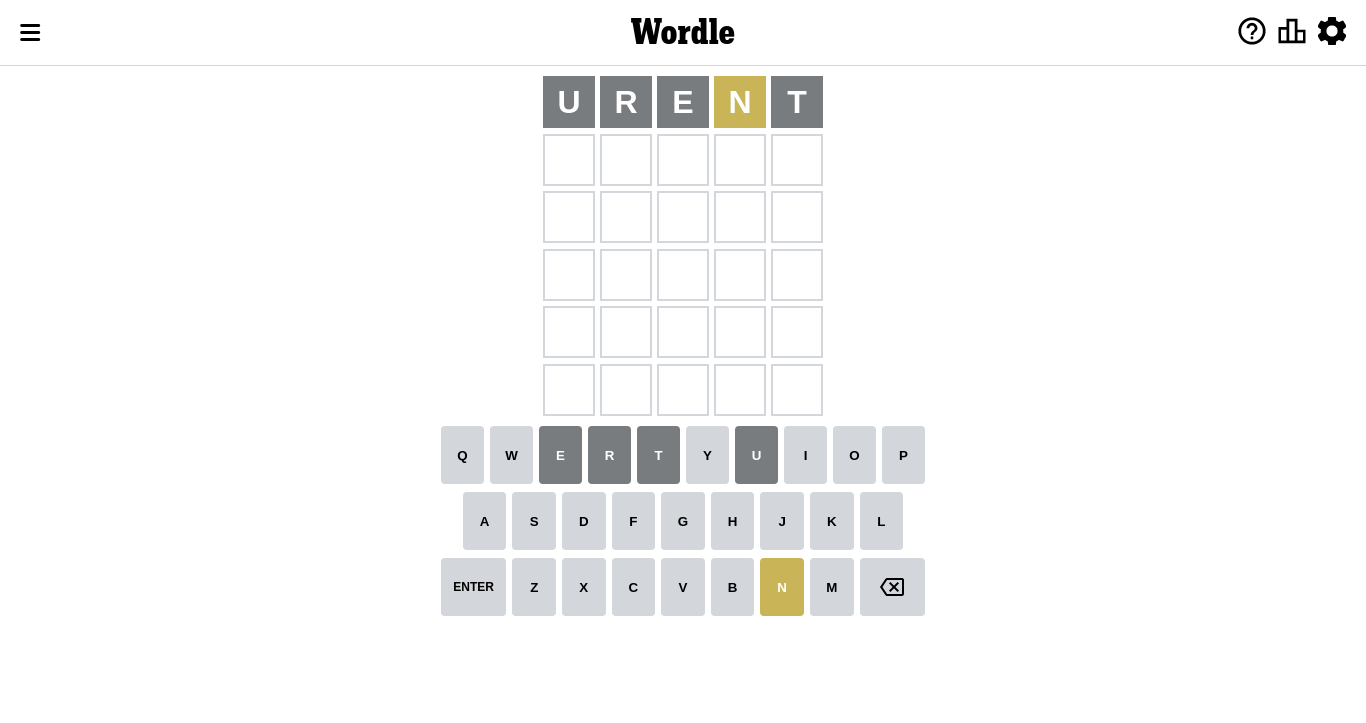 Wordle
U R E N T
Q W E R T Y U I O P
A S D F G H J K L
ENTER Z X C V B N M